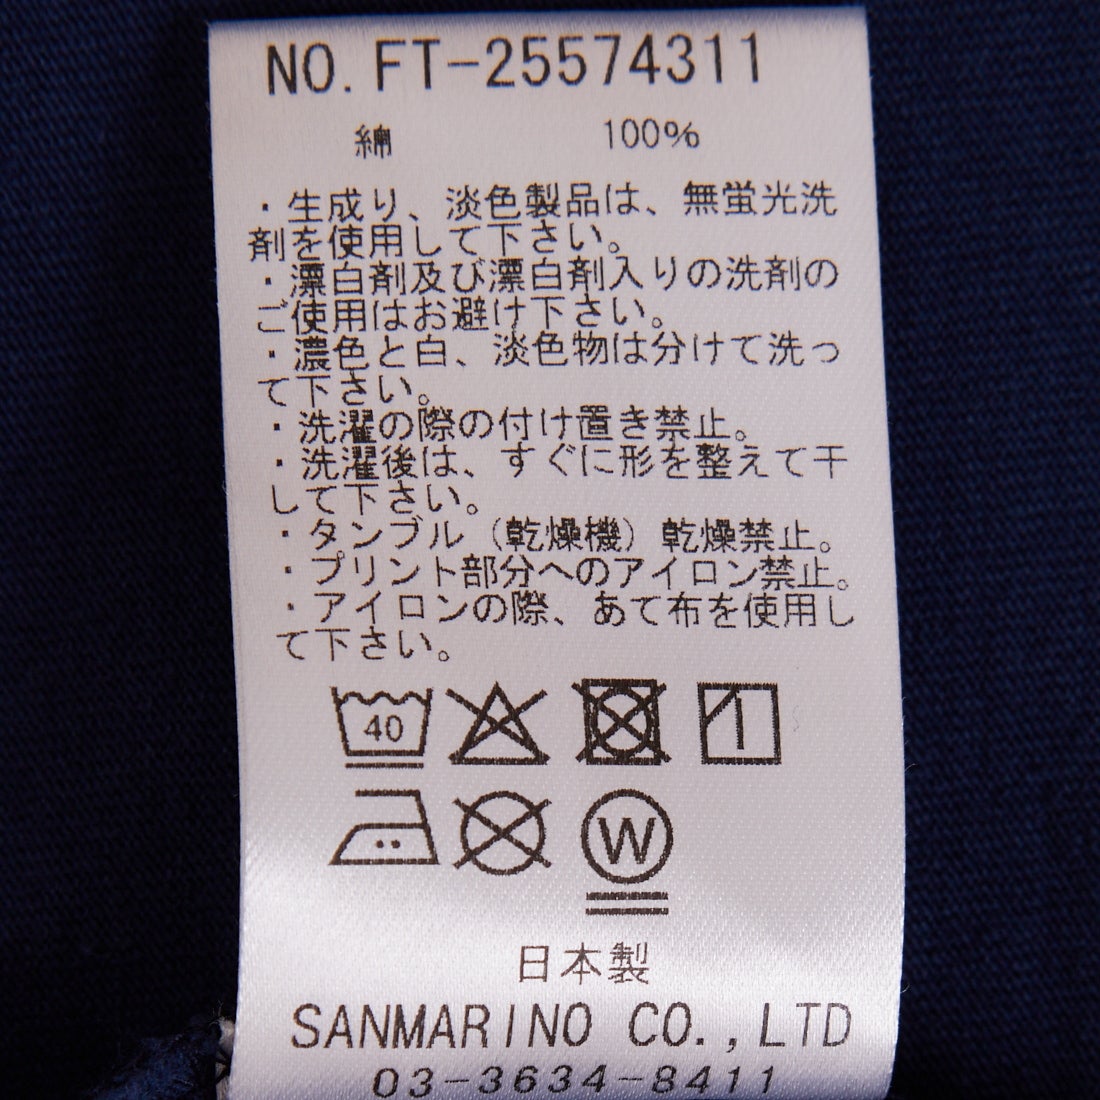 NO.FT-25574311
綿 100%
・生成り、淡色製品は、無蛍光洗
剤を使用して下さい。
・漂白剤及び漂白剤入りの洗剤の
ご使用はお避け下さい。
・濃色と白、淡色物は分けて洗っ
て下さい。
・洗濯の際の付け置き禁止。
・洗濯後は、すぐに形を整えて干
して下さい。
・タンブル（乾燥機）乾燥禁止。
・プリント部分へのアイロン禁止。
・アイロンの際、あて布を使用し
て下さい。
40
W
日本製
SANMARINO CO.,LTD
03-3634-8411